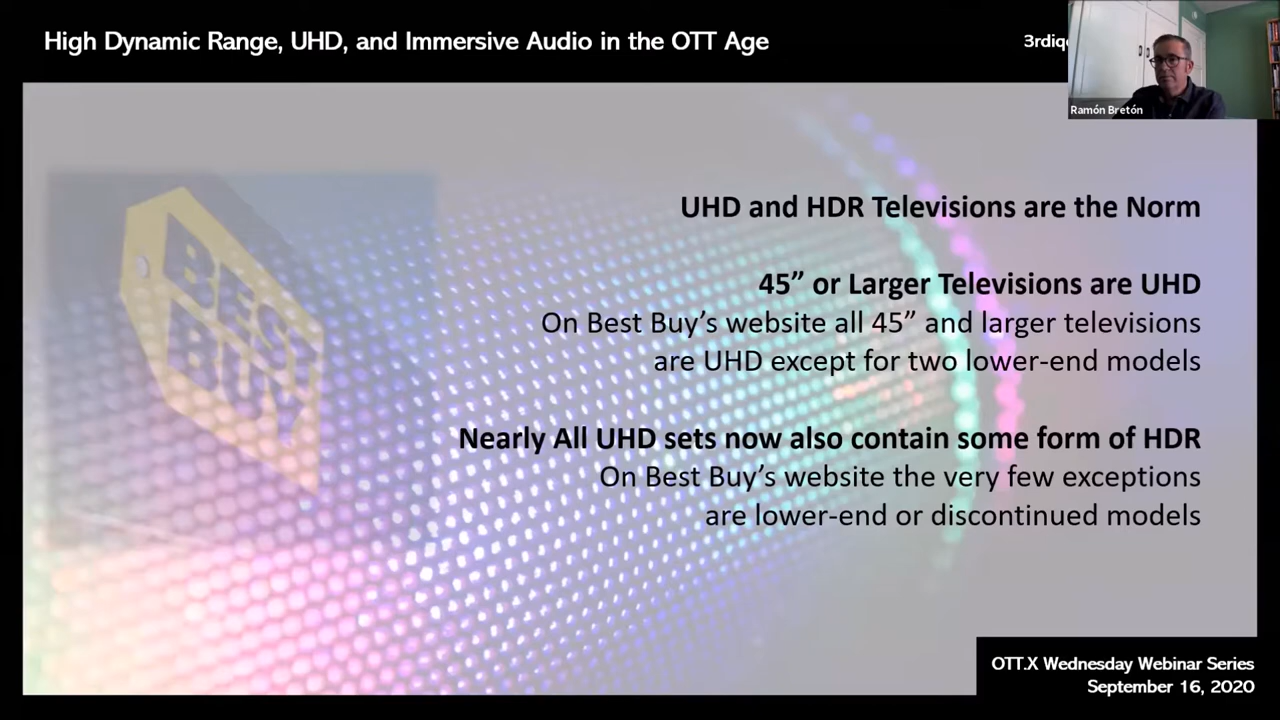 High Dynamic Range, UHD, and Immersive Audio in the OTT Age
Ramón Bretón
BEST
BUY
UHD and HDR Televisions are the Norm
45” or Larger Televisions are UHD
On Best Buy’s website all 45” and larger televisions
are UHD except for two lower-end models
Nearly All UHD sets now also contain some form of HDR
On Best Buy’s website the very few exceptions
are lower-end or discontinued models
OTT.X Wednesday Webinar Series
September 16, 2020